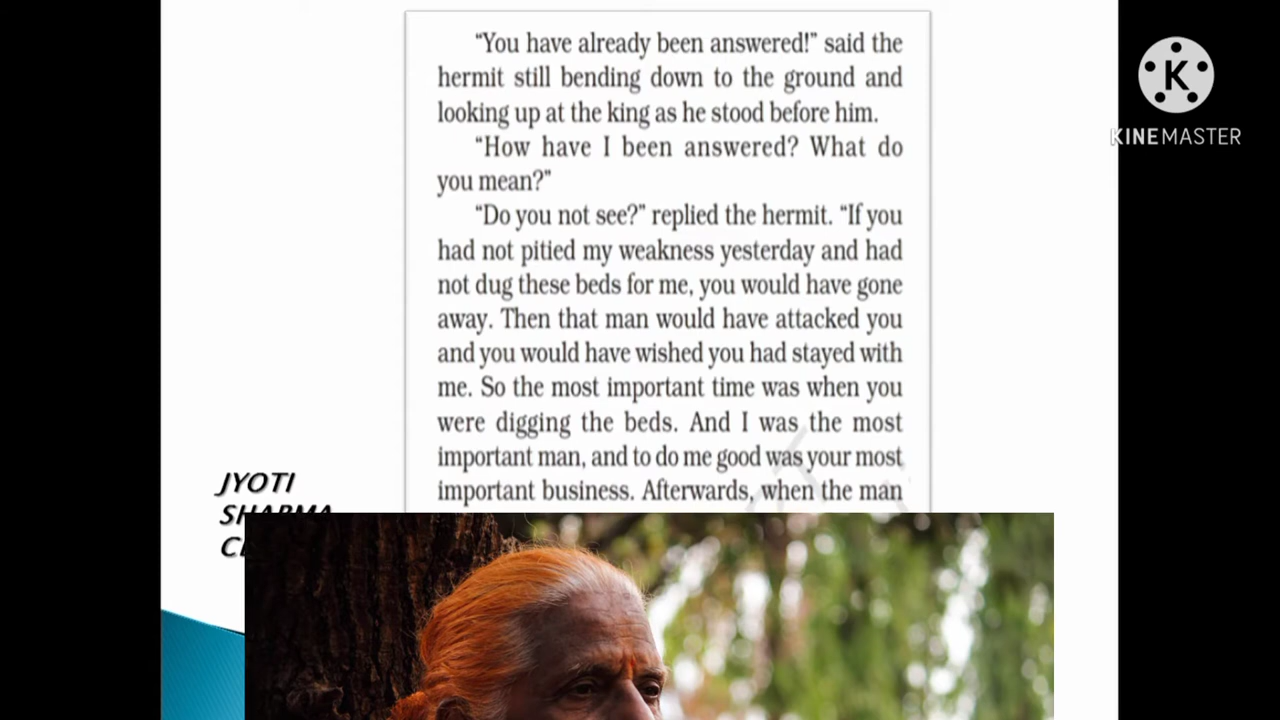 "You have already been answered!" said the
hermit still bending down to the ground and
looking up at the king as he stood before him.
"How have I been answered? What do
you mean?"
"Do you not see?" replied the hermit. "If you
had not pitied my weakness yesterday and had
not dug these beds for me, you would have gone
away. Then that man would have attacked you
and you would have wished you had stayed with
me. So the most important time was when you
were digging the beds. And I was the most
important man, and to do me good was your most
important business. Afterwards, when the man
K
KINEMASTER
JYOTI
SHARMA